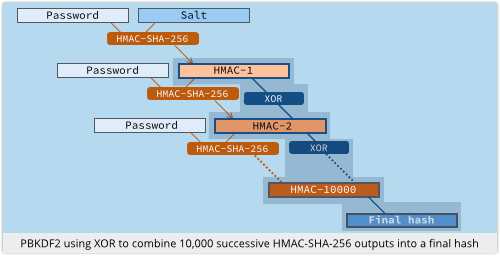 Password Salt
HMAC-SHA-256
Password HMAC-1
HMAC-SHA-256 XOR
Password HMAC-2
HMAC-SHA-256 XOR
HMAC-10000
Final hash
PBKDF2 using XOR to combine 10,000 successive HMAC-SHA-256 outputs into a final hash